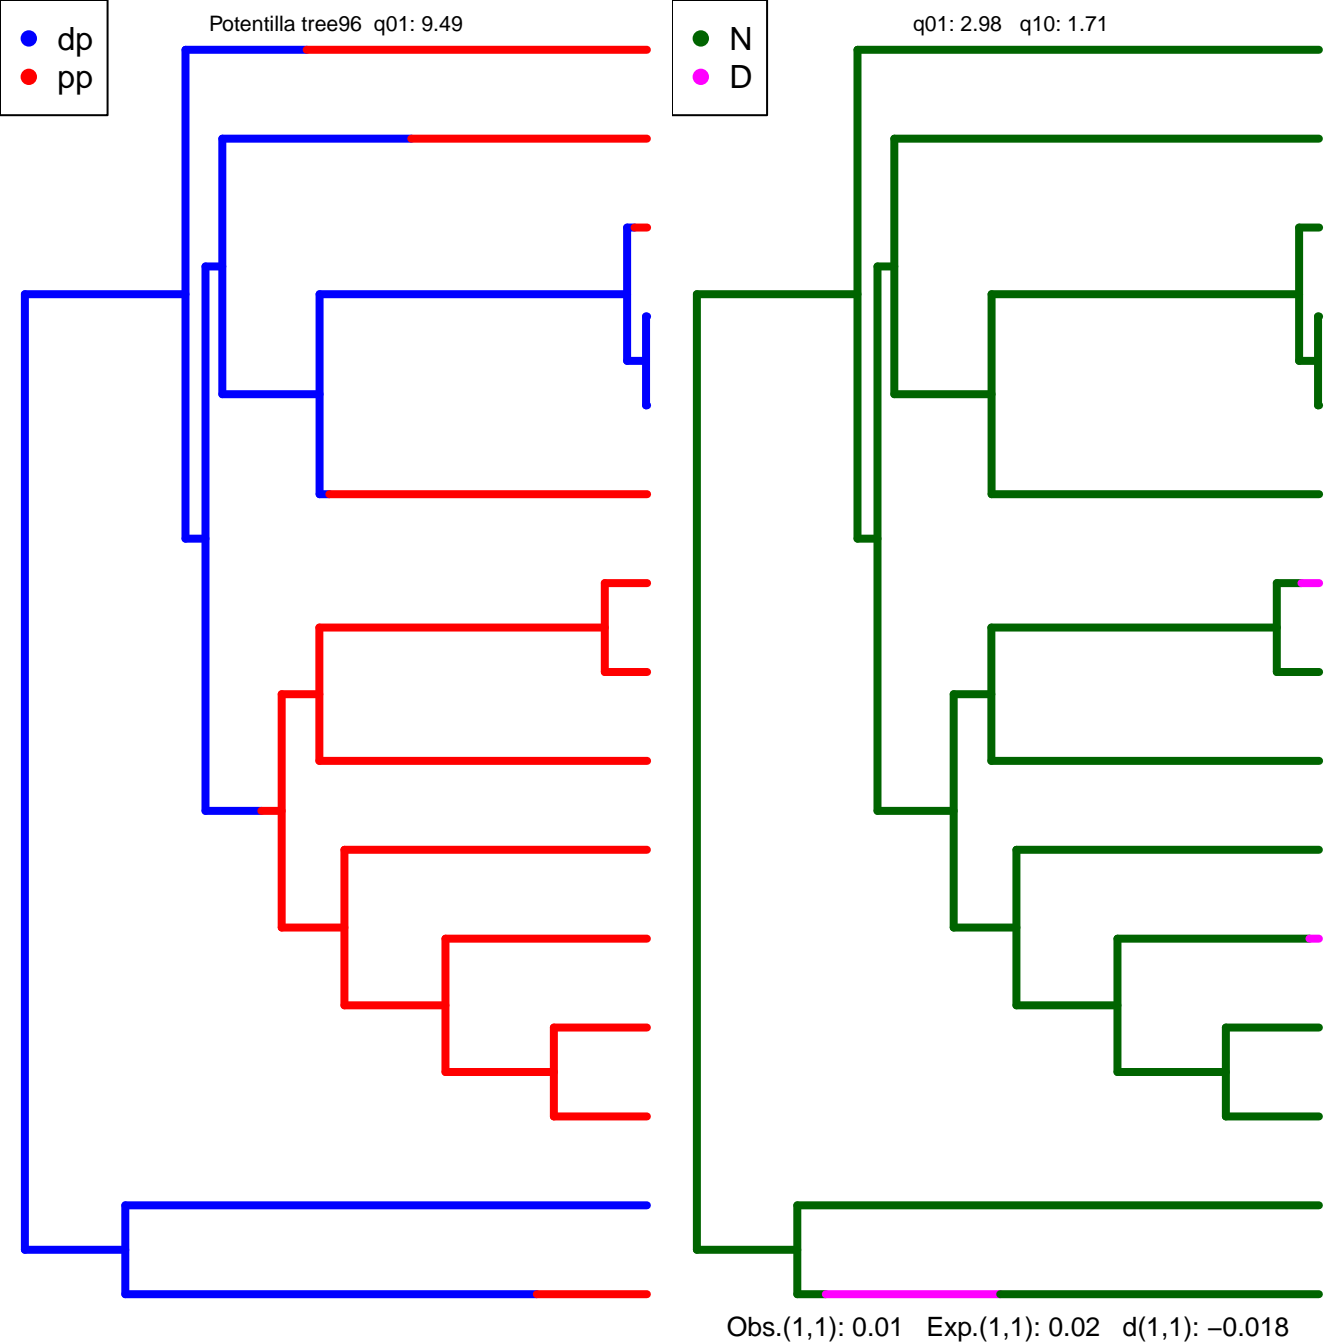 Potentilla tree96 q01: 9.49
dp
pp
q01: 2.98 q10: 1.71
N
D
Obs.(1,1): 0.01 Exp.(1,1): 0.02 d(1,1): −0.018